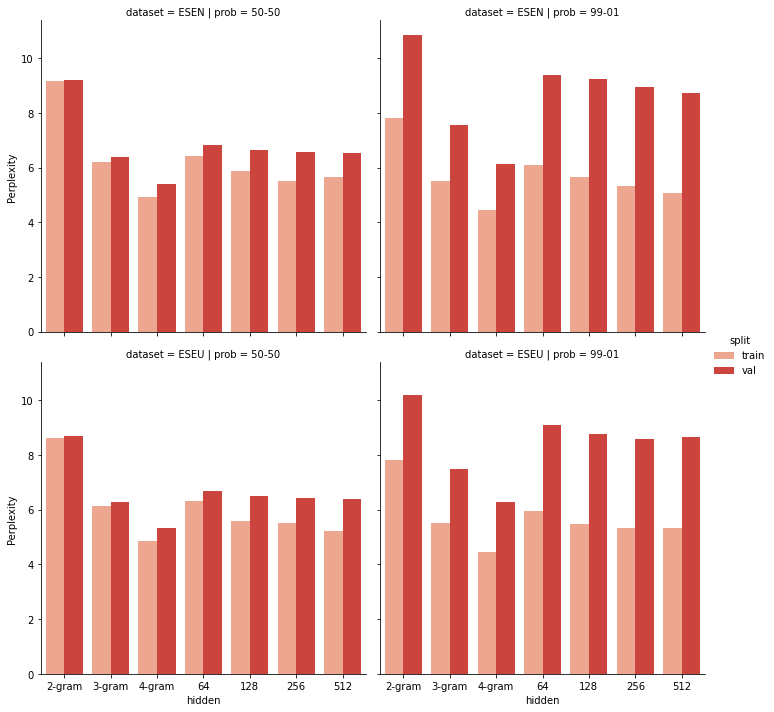 dataset = ESEN | prob = 50-50
dataset = ESEN | prob = 99-01
Perplexity
10
8
6
4
2
0
split
train
val
dataset = ESEU | prob = 50-50
dataset = ESEU | prob = 99-01
Perplexity
10
8
6
4
2
0
2-gram 3-gram 4-gram 64 128 256 512
2-gram 3-gram 4-gram 64 128 256 512
hidden
hidden